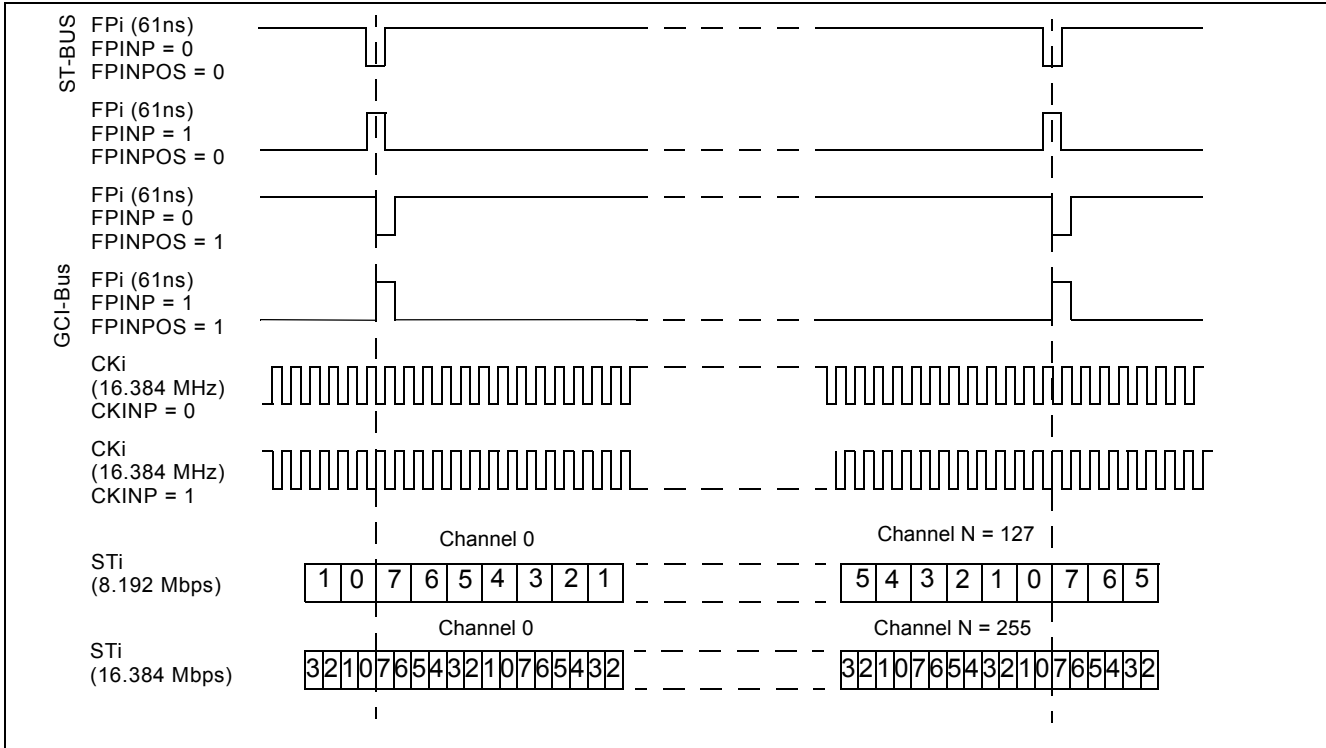 ST-BUS
FPi (61ns)
FPINP = 0
FPINPOS = 0
FPi (61ns)
FPINP = 1
FPINPOS = 0
GCI-Bus
FPi (61ns)
FPINP = 0
FPINPOS = 1
FPi (61ns)
FPINP = 1
FPINPOS = 1
CKi
(16.384 MHz)
CKINP = 0
CKi
(16.384 MHz)
CKINP = 1
Channel 0
Channel N = 127
STi
(8.192 Mbps)
1 0 7 6 5 4 3 2 1
5 4 3 2 1 0 7 6 5
Channel 0
Channel N = 255
STi
(16.384 Mbps)
3 2 1 0 7 6 5 4 3 2 1 0 7 6 5 4 3 2
3 2 1 0 7 6 5 4 3 2 1 0 7 6 5 4 3 2